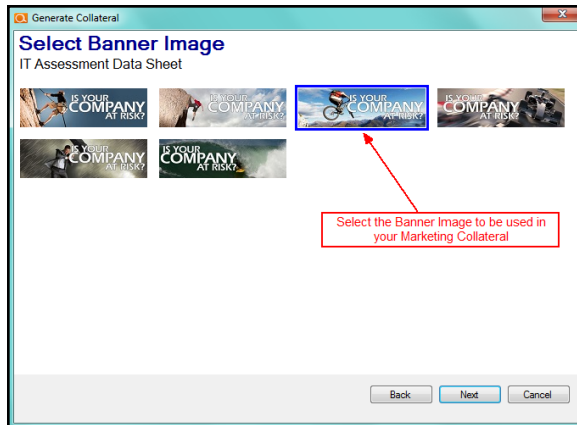 Generate Collateral
Select Banner Image
IT Assessment Data Sheet
IS YOUR
COMPANY
AT RISK?
IS YOUR
COMPANY
AT RISK?
IS YOUR
COMPANY
AT RISK?
IS YOUR
COMPANY
AT RISK?
IS YOUR
COMPANY
AT RISK?
IS YOUR
COMPANY
AT RISK?
Select the Banner Image to be used in
your Marketing Collateral
Back
Next
Cancel